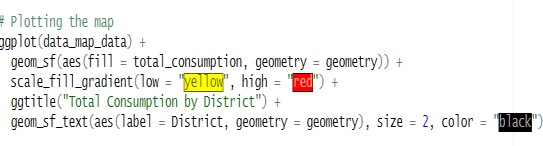 # Plotting the map
ggplot(data_map_data) +
  geom_sf(aes(fill = total_consumption, geometry = geometry)) +
  scale_fill_gradient(low = "yellow", high = "red") +
  ggtitle("Total Consumption by District") +
  geom_sf_text(aes(label = District, geometry = geometry), size = 2, color = "black")